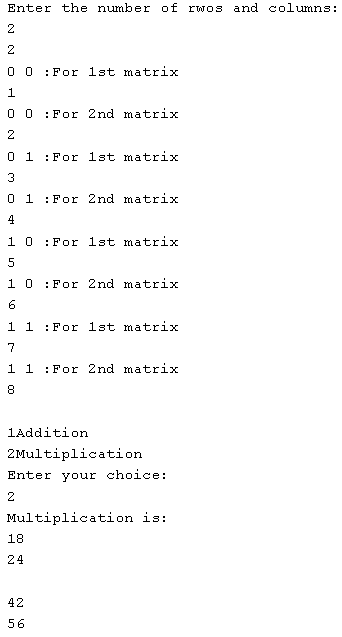 Enter the number of rwos and columns:
2
2
0 0 :For 1st matrix
1
0 0 :For 2nd matrix
2
0 1 :For 1st matrix
3
0 1 :For 2nd matrix
4
1 0 :For 1st matrix
5
1 0 :For 2nd matrix
6
1 1 :For 1st matrix
7
1 1 :For 2nd matrix
8
1Addition
2Multiplication
Enter your choice:
2
Multiplication is:
18
24
42
56